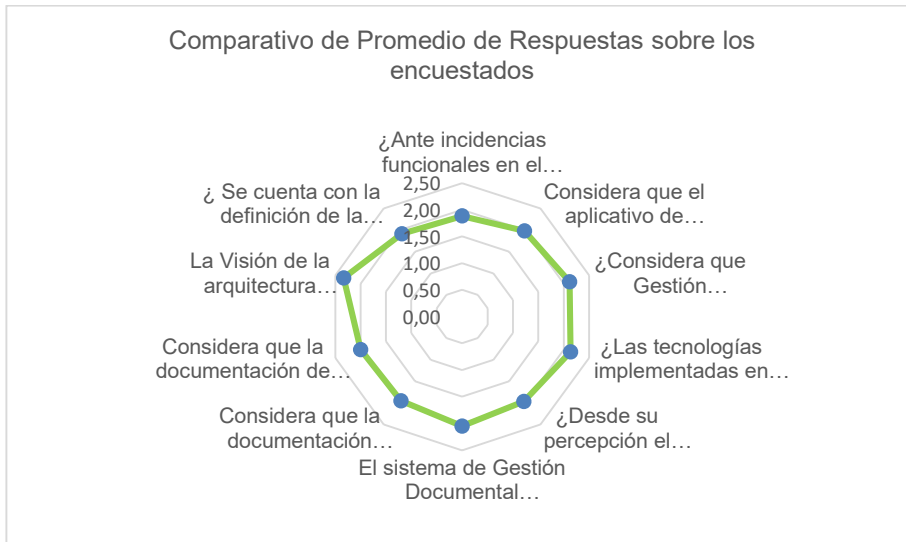 Comparativo de Promedio de Respuestas sobre los
encuestados
¿Ante incidencias
funcionales en el…
Considera que el
aplicativo de…
¿Considera que
Gestión…
¿Las tecnologías
implementadas en…
¿Desde su
percepción el…
El sistema de Gestión
Documental…
Considera que la
documentación…
Considera que la
documentación de…
La Visión de la
arquitectura…
¿ Se cuenta con la
definición de la…
2,50
2,00
1,50
1,00
0,50
0,00